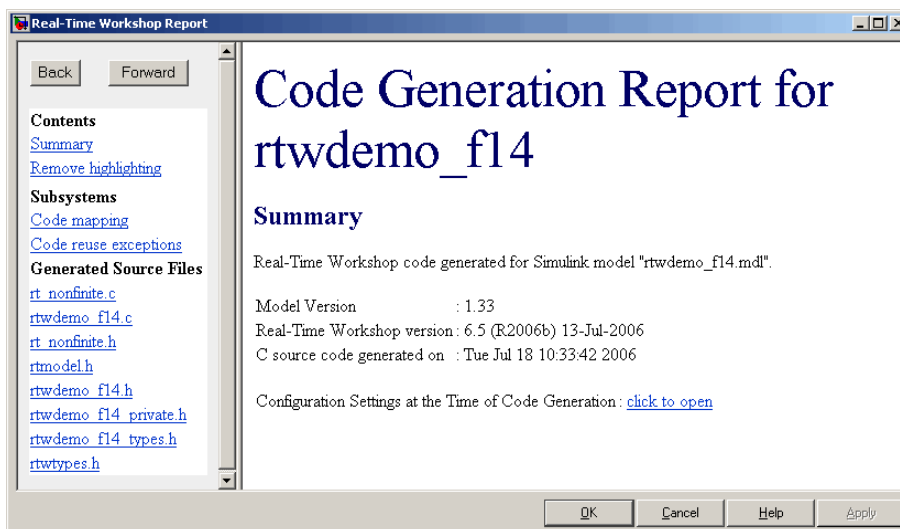 Real-Time Workshop Report
Back Forward
Contents
Summary
Remove highlighting
Subsystems
Code mapping
Code reuse exceptions
Generated Source Files
rt_nonfinite.c
rtwdemo_f14.c
rt_nonfinite.h
rtmodel.h
rtwdemo_f14.h
rtwdemo_f14_private.h
rtwdemo_f14_types.h
rtwtypes.h
Code Generation Report for
rtwdemo_f14
Summary
Real-Time Workshop code generated for Simulink model "rtwdemo_f14.mdl".
Model Version : 1.33
Real-Time Workshop version : 6.5 (R2006b) 13-Jul-2006
C source code generated on : Tue Jul 18 10:33:42 2006
Configuration Settings at the Time of Code Generation : click to open
OK Cancel Help Apply